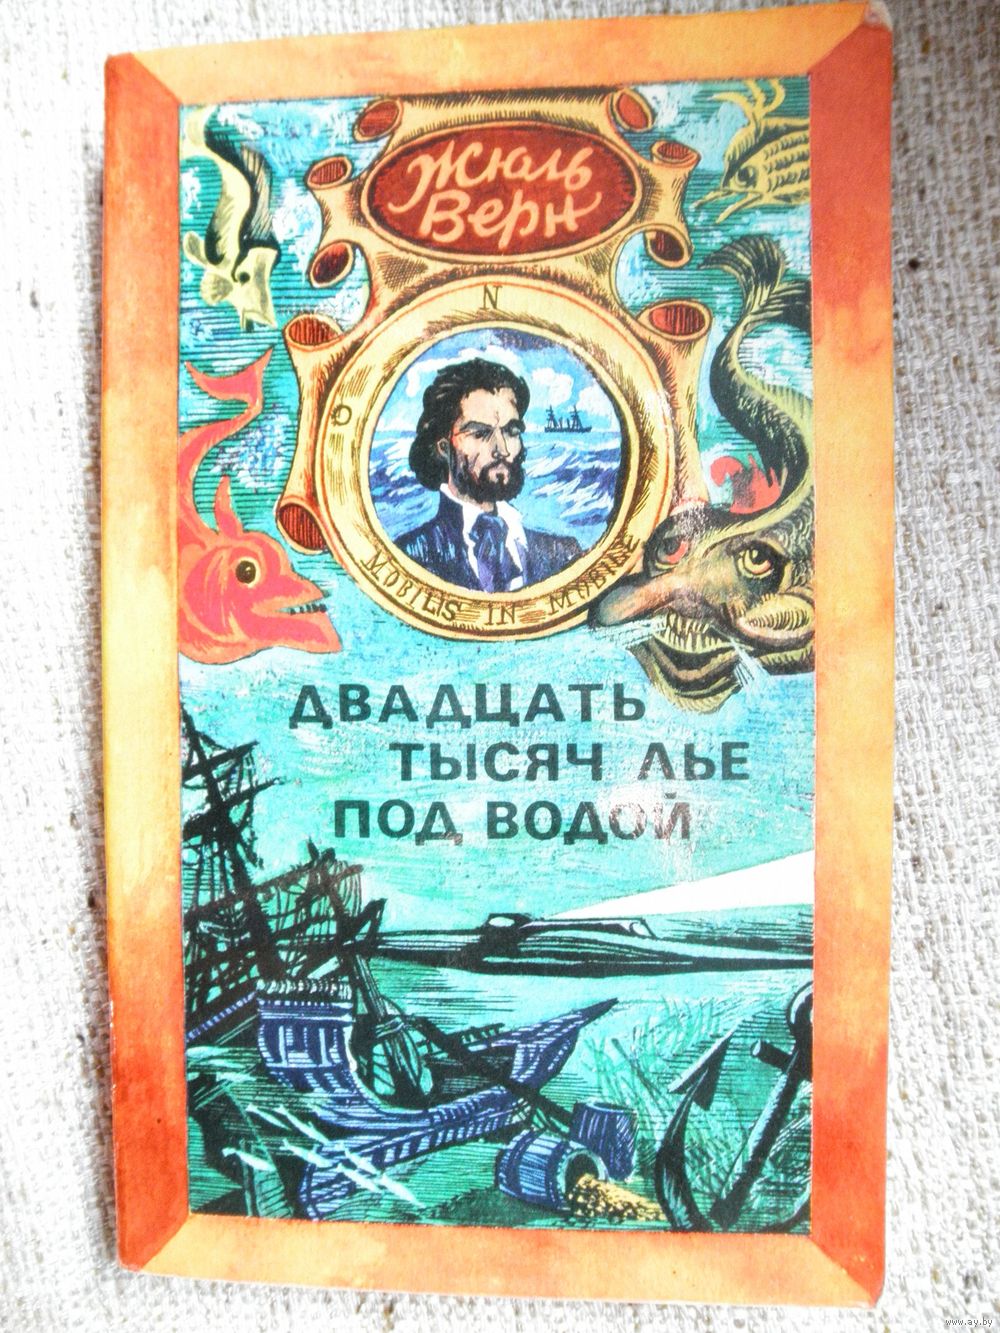 Жюль
Верн
N
O
MOBILIS IN MOBILE
ДВАДЦАТЬ
ТЫСЯЧ ЛЬЕ
ПОД ВОДОЙ
www.ay.by